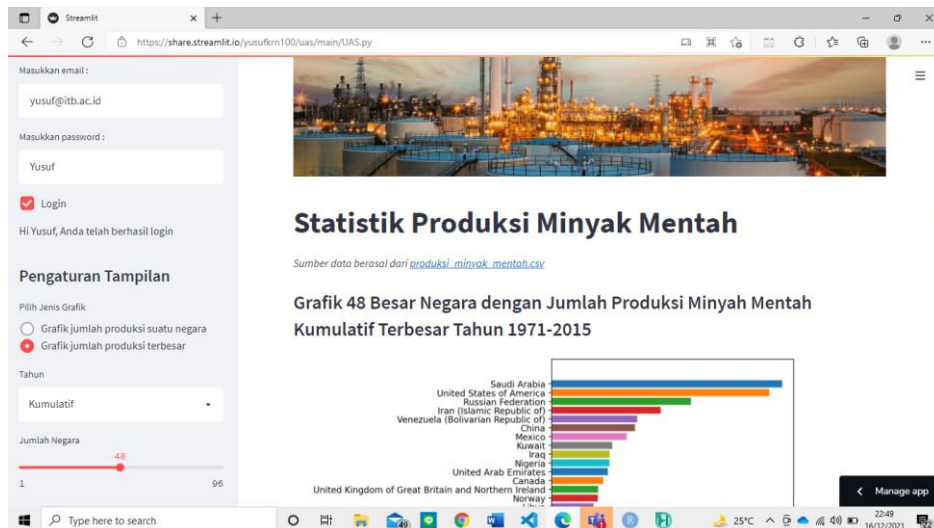 Streamlit
https://share.streamlit.io/yusufkrn100/uas/main/UAS.py
Masukkan email :
yusuf@itb.ac.id
Masukkan password :
Yusuf
Login
Hi Yusuf, Anda telah berhasil login
Pengaturan Tampilan
Pilih Jenis Grafik
Grafik jumlah produksi suatu negara
Grafik jumlah produksi terbesar
Tahun
Kumulatif
Jumlah Negara
48
1 96
Statistik Produksi Minyak Mentah
Sumber data berasal dari produksi_minyak_mentah.csv
Grafik 48 Besar Negara dengan Jumlah Produksi Minyah Mentah
Kumulatif Terbesar Tahun 1971-2015
Saudi Arabia
United States of America
Russian Federation
Iran (Islamic Republic of)
Venezuela (Bolivarian Republic of)
China
Mexico
Kuwait
Iraq
Nigeria
United Arab Emirates
Canada
United Kingdom of Great Britain and Northern Ireland
Norway
Manage app
Type here to search
25°C
22:49